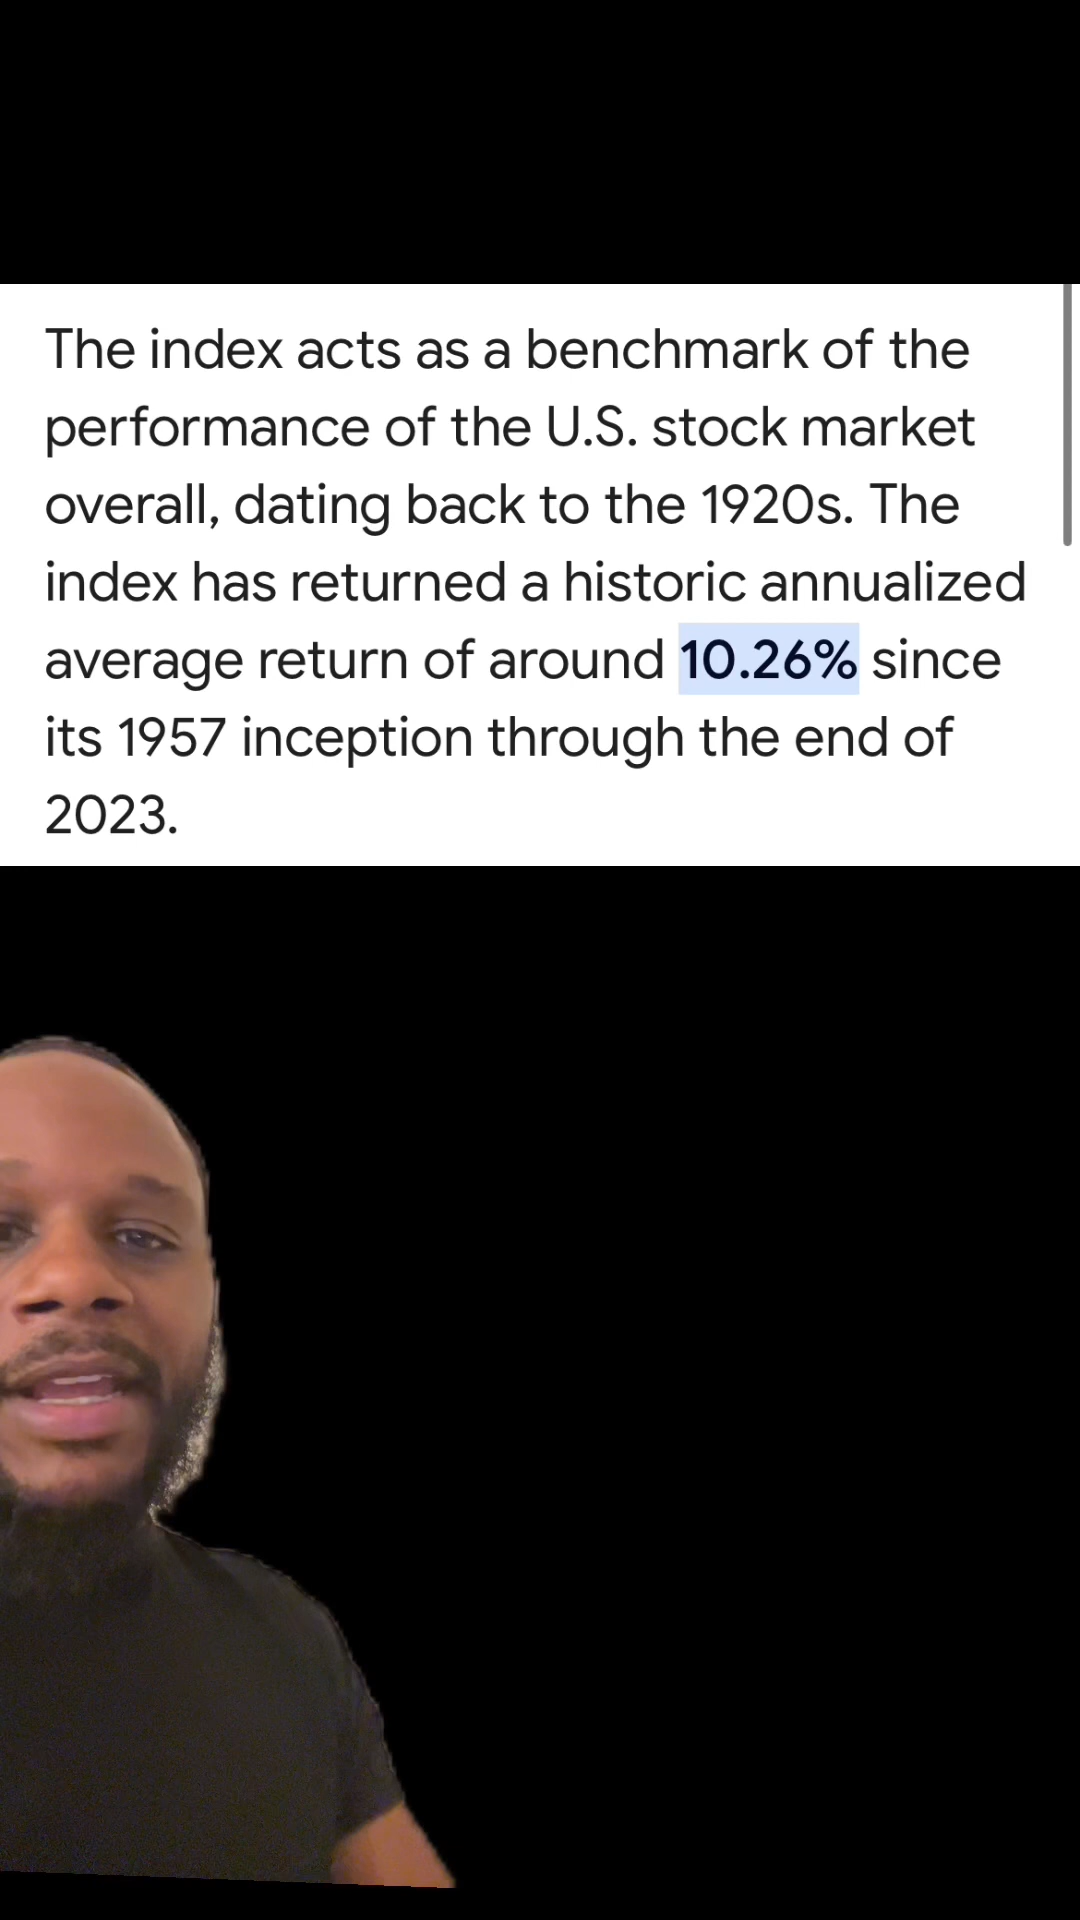 The index acts as a benchmark of the
performance of the U.S. stock market
overall, dating back to the 1920s. The
index has returned a historic annualized
average return of around 10.26% since
its 1957 inception through the end of
2023.